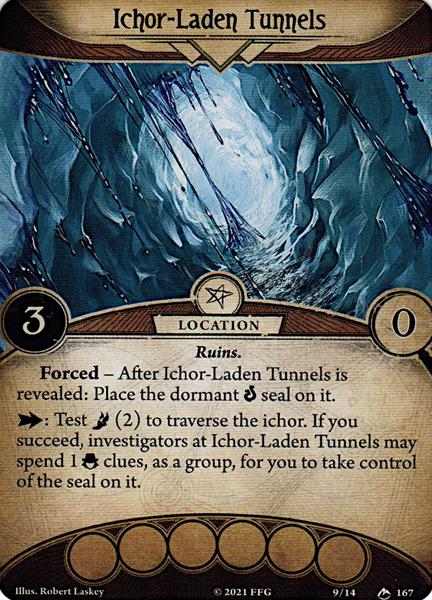 Ichor-Laden Tunnels
3
LOCATION
0
Ruins.
Forced – After Ichor-Laden Tunnels is
revealed: Place the dormant seal on it.
: Test (2) to traverse the ichor. If you
succeed, investigators at Ichor-Laden Tunnels may
spend 1 clues, as a group, for you to take control
of the seal on it.
Illus. Robert Laskey
© 2021 FFG
9/14
167